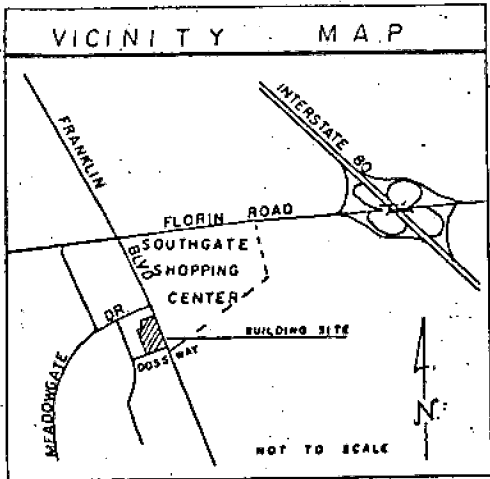 VICINITY MAP
INTERSTATE 80
FRANKLIN BLVD
FLORIN ROAD
SOUTHGATE
SHOPPING
CENTER
MEADOWGATE DR.
BUILDING SITE
DOSS WAY
N
NOT TO SCALE